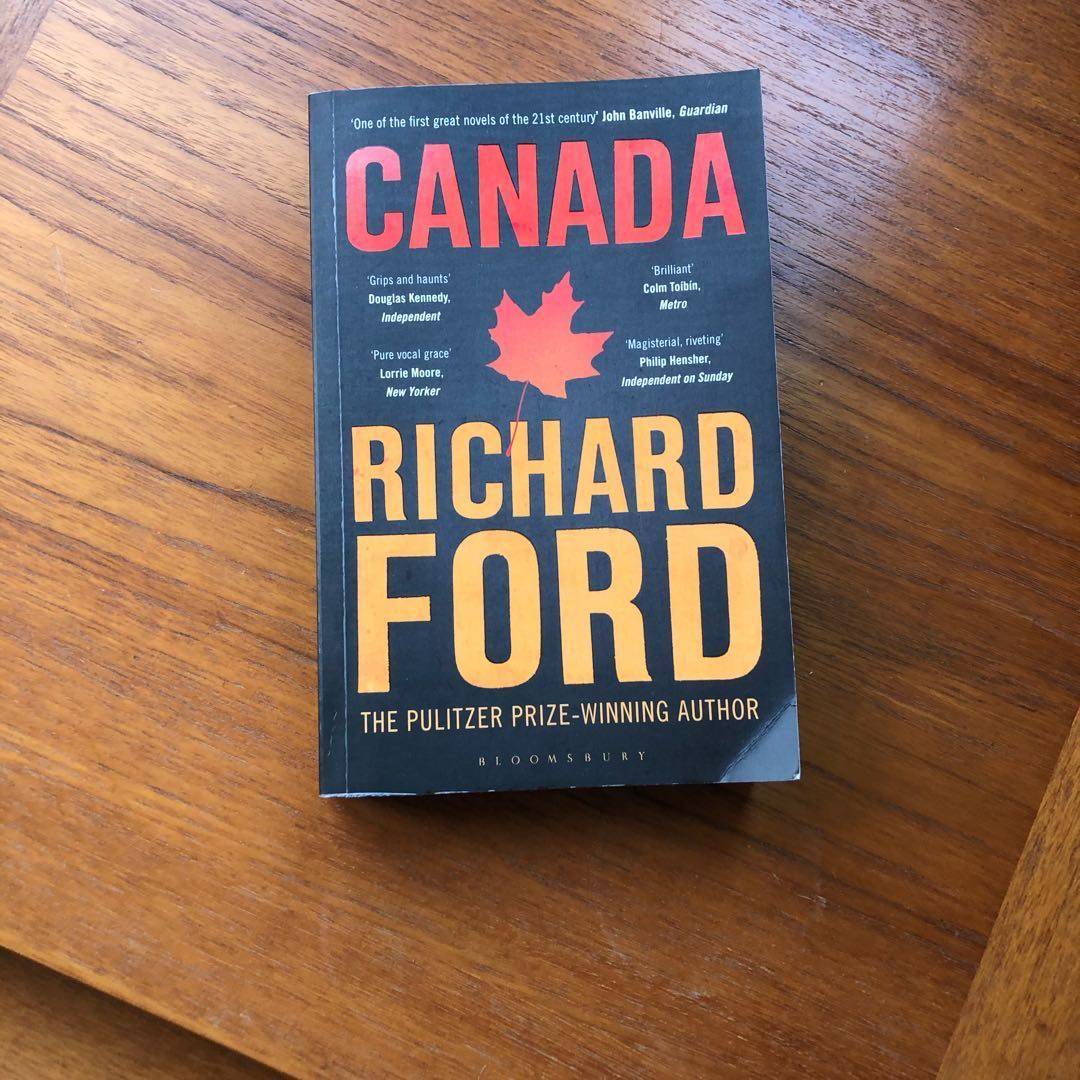 'One of the first great novels of the 21st century' John Banville, Guardian
CANADA
'Grips and haunts'
Douglas Kennedy,
Independent
'Brilliant'
Colm Toíbín,
Metro
'Pure vocal grace'
Lorrie Moore,
New Yorker
'Magisterial, riveting'
Philip Hensher,
Independent on Sunday
RICHARD
FORD
THE PULITZER PRIZE-WINNING AUTHOR
BLOOMSBURY